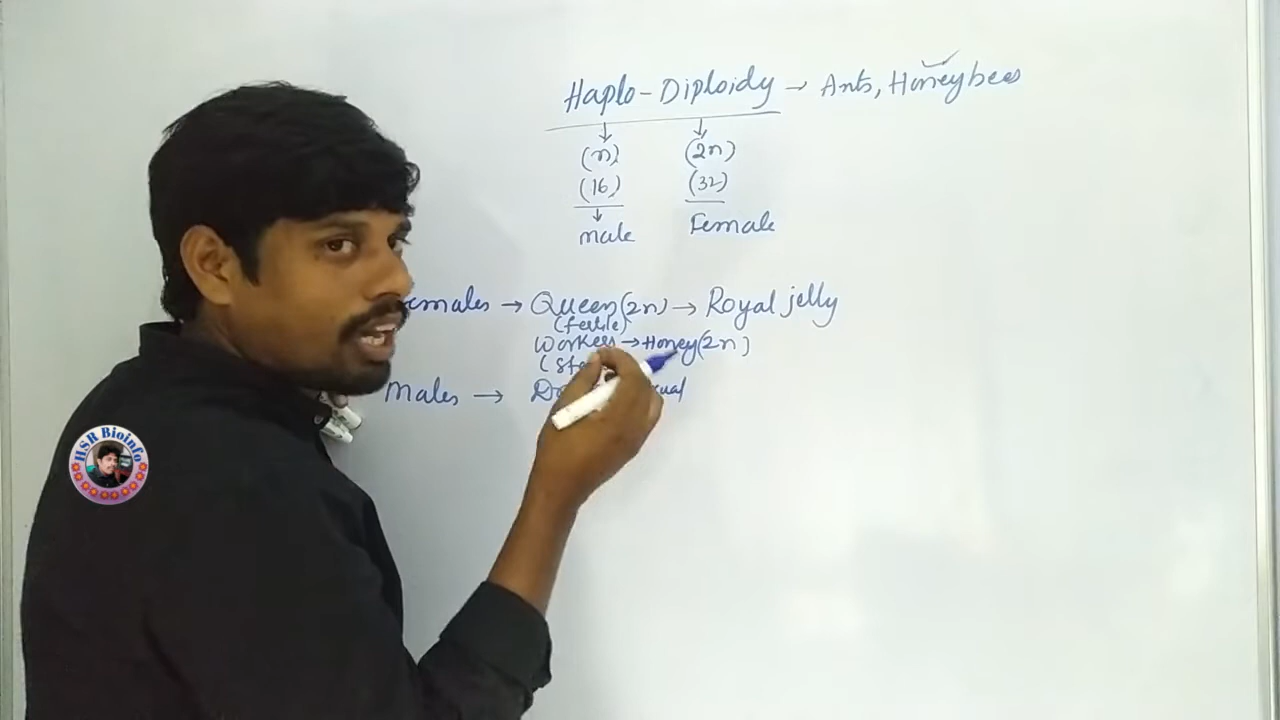 Haplo-Diploidy → Ants, Honeybees
↓ ↓
(n) (2n)
(16) (32)
↓
male Female
→ Queen (2n) → Royal jelly
(fertile)
Workers → Honey (2n)
Males →
HSR Bioinfo